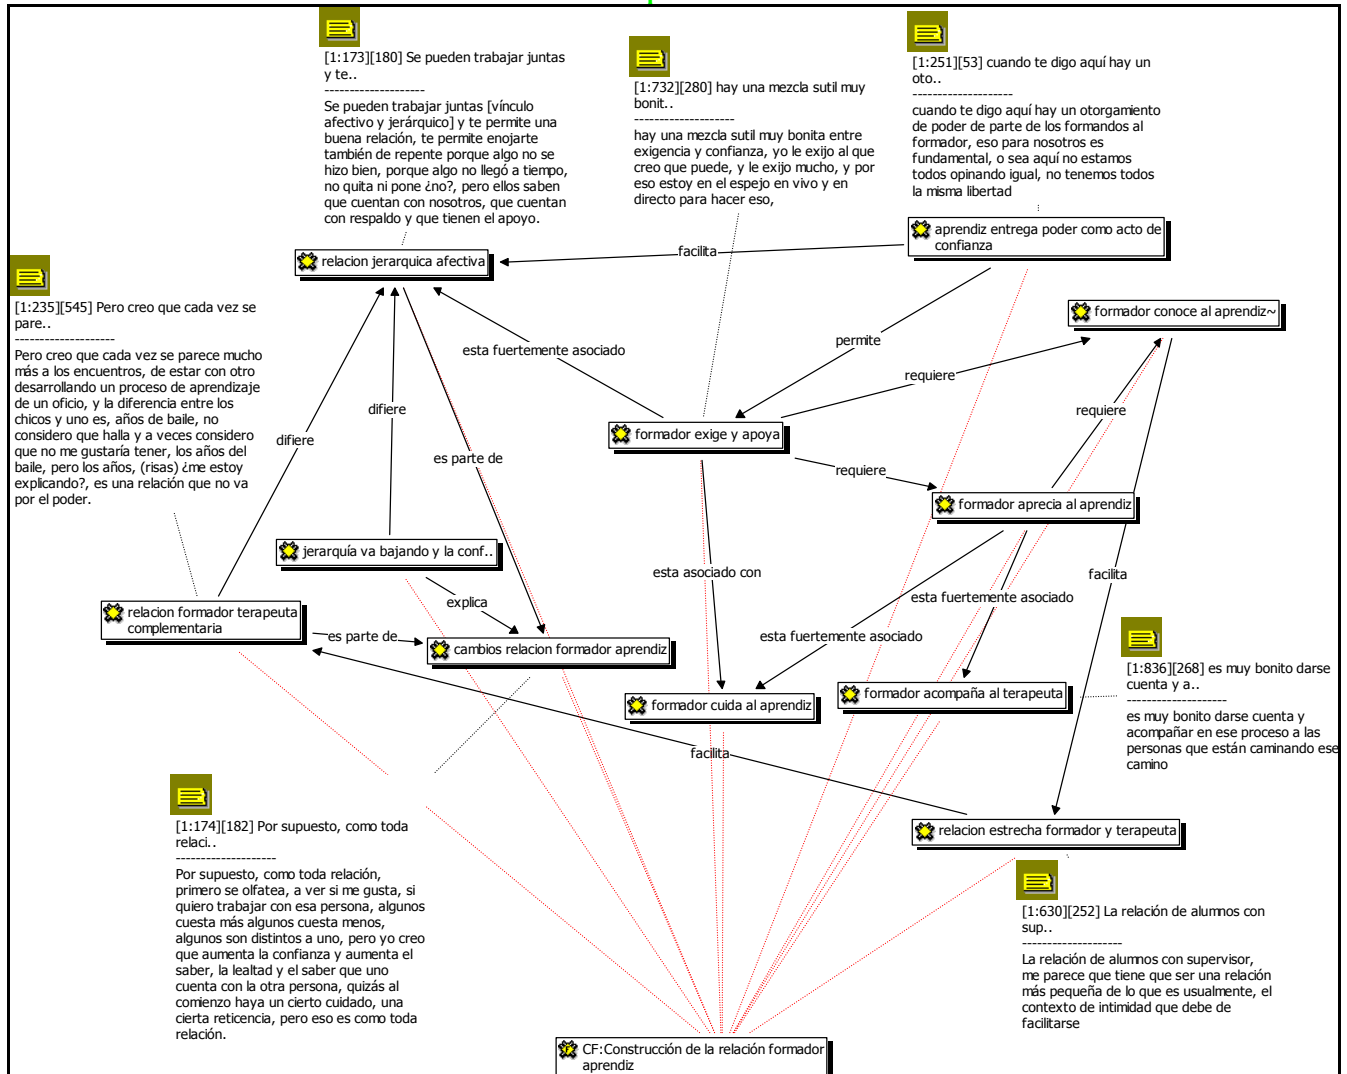 [1:173][180] Se pueden trabajar juntas
y te..
--------------------
Se pueden trabajar juntas [vínculo
afectivo y jerárquico] y te permite una
buena relación, te permite enojarte
también de repente porque algo no se
hizo bien, porque algo no llegó a tiempo,
no quita ni pone ¿no?, pero ellos saben
que cuentan con nosotros, que cuentan
con respaldo y que tienen el apoyo.
[1:732][280] hay una mezcla sutil muy
bonit..
--------------------
hay una mezcla sutil muy bonita entre
exigencia y confianza, yo le exijo al que
creo que puede, y le exijo mucho, y por
eso estoy en el espejo en vivo y en
directo para hacer eso,
[1:251][53] cuando te digo aquí hay un
oto..
--------------------
cuando te digo aquí hay un otorgamiento
de poder de parte de los formandos al
formador, eso para nosotros es
fundamental, o sea aquí no estamos
todos opinando igual, no tenemos todos
la misma libertad
aprendiz entrega poder como acto de
confianza
facilita
relacion jerarquica afectiva
[1:235][545] Pero creo que cada vez se
pare..
--------------------
Pero creo que cada vez se parece mucho
más a los encuentros, de estar con otro
desarrollando un proceso de aprendizaje
de un oficio, y la diferencia entre los
chicos y uno es, años de baile, no
considero que halla y a veces considero
que no me gustaría tener, los años del
baile, pero los años, (risas) ¿me estoy
explicando?, es una relación que no va
por el poder.
formador conoce al aprendiz~
esta fuertemente asociado
permite
requiere
difiere
requiere
difiere
formador exige y apoya
es parte de
requiere
formador aprecia al aprendiz
jerarquía va bajando y la conf..
esta asociado con
facilita
explica
esta fuertemente asociado
relacion formador terapeuta
complementaria
es parte de
esta fuertemente asociado
cambios relacion formador aprendiz
formador acompaña al terapeuta
formador cuida al aprendiz
[1:836][268] es muy bonito darse
cuenta y a..
--------------------
es muy bonito darse cuenta y
acompañar en ese proceso a las
personas que están caminando ese
camino
facilita
relacion estrecha formador y terapeuta
[1:174][182] Por supuesto, como toda
relaci..
--------------------
Por supuesto, como toda relación,
primero se olfatea, a ver si me gusta, si
quiero trabajar con esa persona, algunos
cuesta más algunos cuesta menos,
algunos son distintos a uno, pero yo creo
que aumenta la confianza y aumenta el
saber, la lealtad y el saber que uno
cuenta con la otra persona, quizás al
comienzo haya un cierto cuidado, una
cierta reticencia, pero eso es como toda
relación.
[1:630][252] La relación de alumnos con
sup..
--------------------
La relación de alumnos con supervisor,
me parece que tiene que ser una relación
más pequeña de lo que es usualmente, el
contexto de intimidad que debe de
facilitarse
CF:Construcción de la relación formador
aprendiz